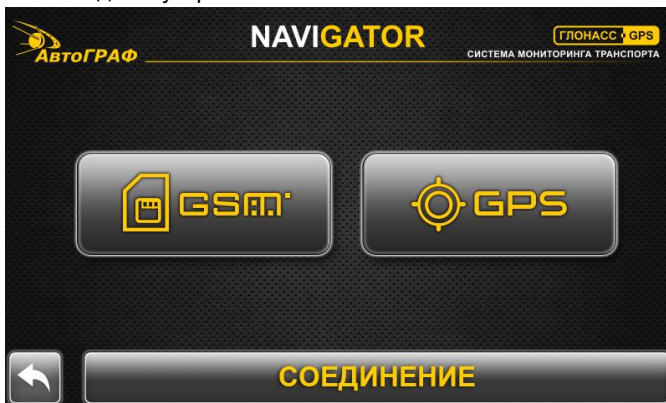 NAVIGATOR
АвтоГРАФ
ГЛОНАСС GPS
СИСТЕМА МОНИТОРИНГА ТРАНСПОРТА
GSM
GPS
СОЕДИНЕНИЕ